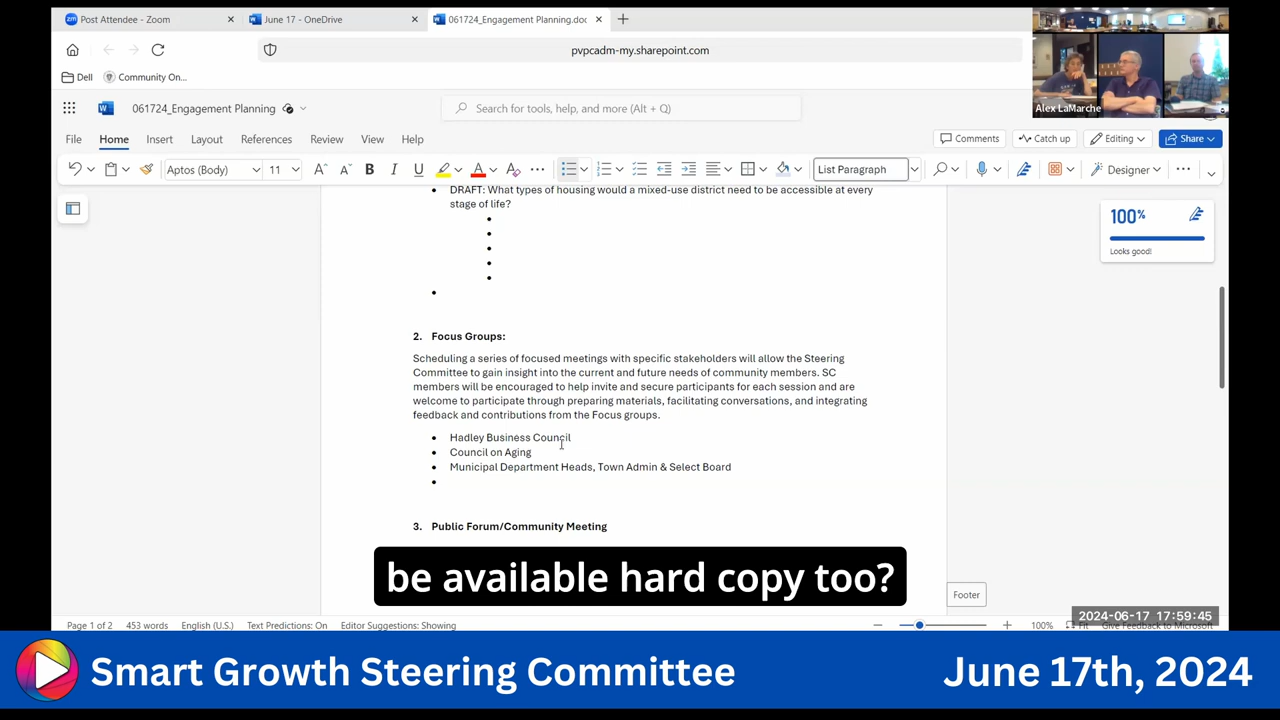 Post Attendee - Zoom
June 17 - OneDrive
061724_Engagement Planning.doc
pvpcadm-my.sharepoint.com
Dell
Community On...
Alex LaMarche
061724_Engagement Planning
Search for tools, help, and more (Alt + Q)
File Home Insert Layout References Review View Help
Comments Catch up Editing Share
Aptos (Body) 11 A A B I U A A List Paragraph Designer
100%
Looks good!
• DRAFT: What types of housing would a mixed-use district need to be accessible at every
stage of life?
2. Focus Groups:
Scheduling a series of focused meetings with specific stakeholders will allow the Steering
Committee to gain insight into the current and future needs of community members. SC
members will be encouraged to help invite and secure participants for each session and are
welcome to participate through preparing materials, facilitating conversations, and integrating
feedback and contributions from the Focus groups.
• Hadley Business Council
• Council on Aging
• Municipal Department Heads, Town Admin & Select Board
3. Public Forum/Community Meeting
be available hard copy too?
Footer
2024-06-17 17:59:45
Page 1 of 2 453 words English (U.S.) Text Predictions: On Editor Suggestions: Showing 100% Fit Give Feedback to Microsoft
Smart Growth Steering Committee June 17th, 2024